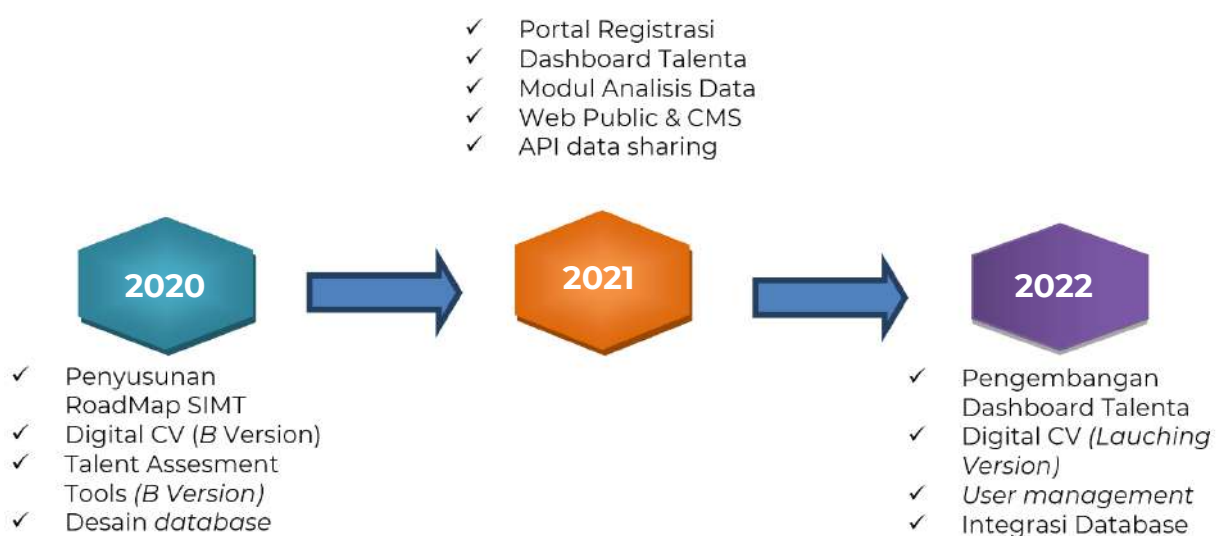 ✓ Portal Registrasi
✓ Dashboard Talenta
✓ Modul Analisis Data
✓ Web Public & CMS
✓ API data sharing
2020
2021
2022
✓ Penyusunan
RoadMap SIMT
✓ Digital CV (B Version)
✓ Talent Assesment
Tools (B Version)
✓ Desain database
✓ Pengembangan
Dashboard Talenta
✓ Digital CV (Lauching
Version)
✓ User management
✓ Integrasi Database